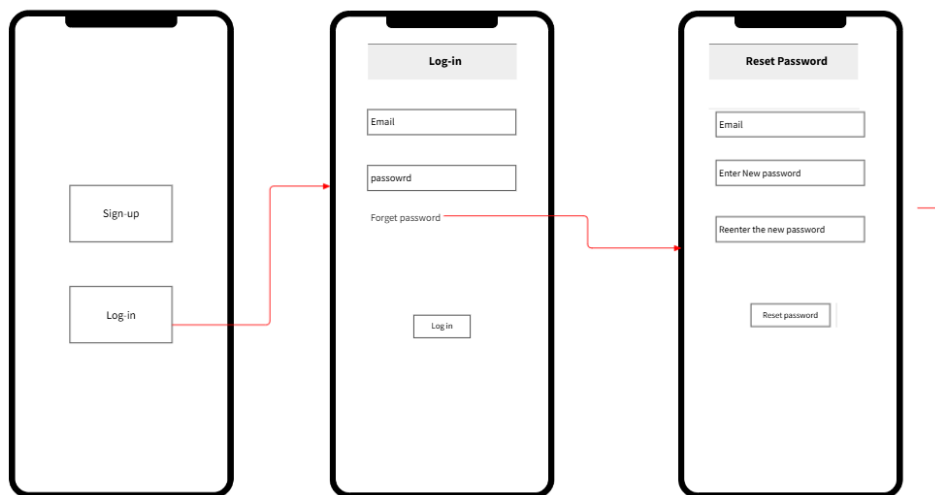 Sign-up
Log-in
Log-in
Email
passowrd
Forget password
Log in
Reset Password
Email
Enter New password
Reenter the new password
Reset password